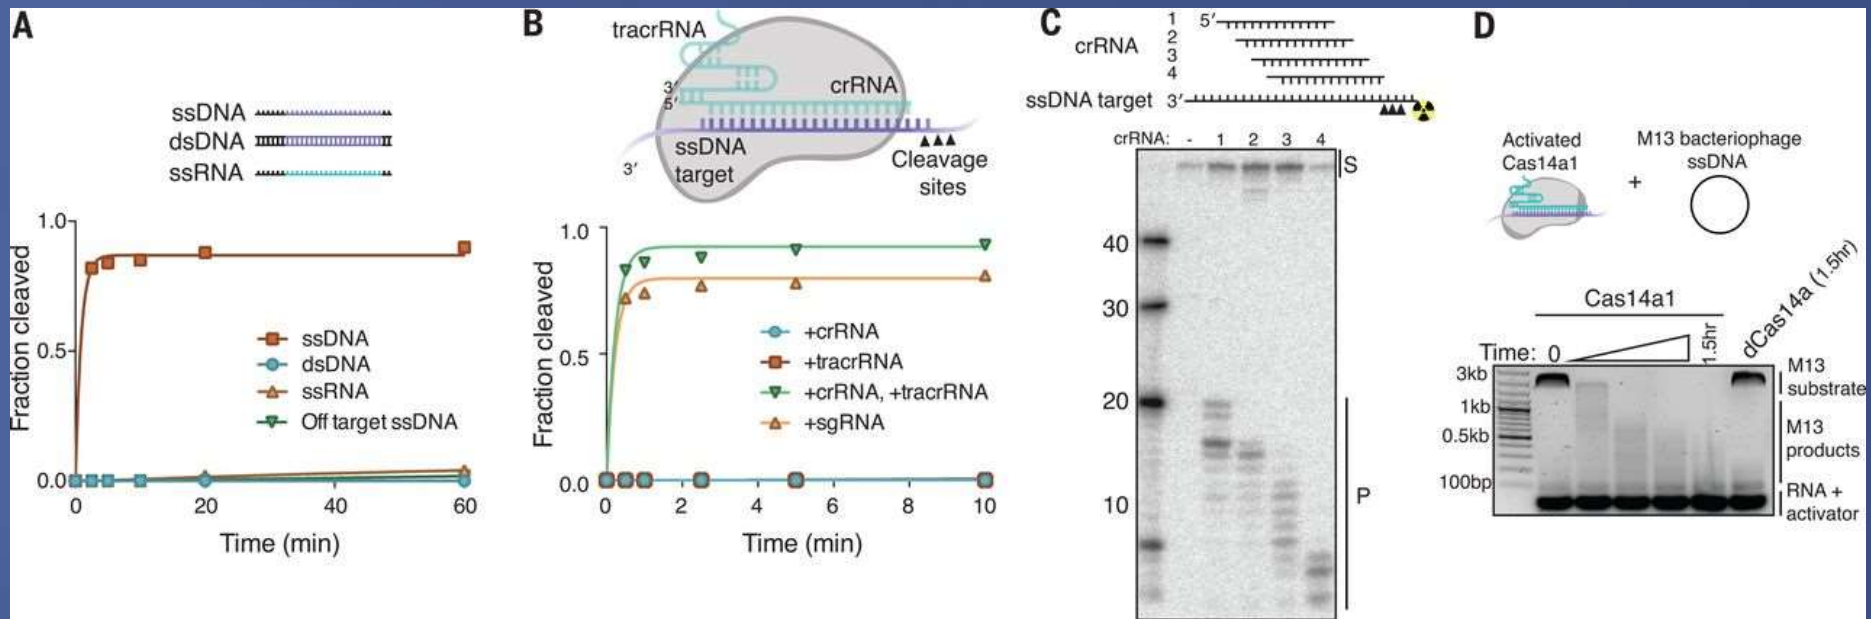 A
ssDNA
dsDNA
ssRNA
Fraction cleaved
1.0
0.5
0.0
ssDNA
dsDNA
ssRNA
Off target ssDNA
0 20 40 60
Time (min)
B
tracrRNA
crRNA
3′
5′
ssDNA
target
3′
Cleavage
sites
Fraction cleaved
1.0
0.5
0.0
+crRNA
+tracrRNA
+crRNA, +tracrRNA
+sgRNA
0 2 4 6 8 10
Time (min)
C
crRNA
1 5′
2
3
4
ssDNA target 3′
crRNA: - 1 2 3 4
S
40
30
20
10
P
D
Activated
Cas14a1
+
M13 bacteriophage
ssDNA
Cas14a1
dCas14a (1.5hr)
Time: 0 1.5hr
3kb
1kb
0.5kb
100bp
M13
substrate
M13
products
RNA +
activator